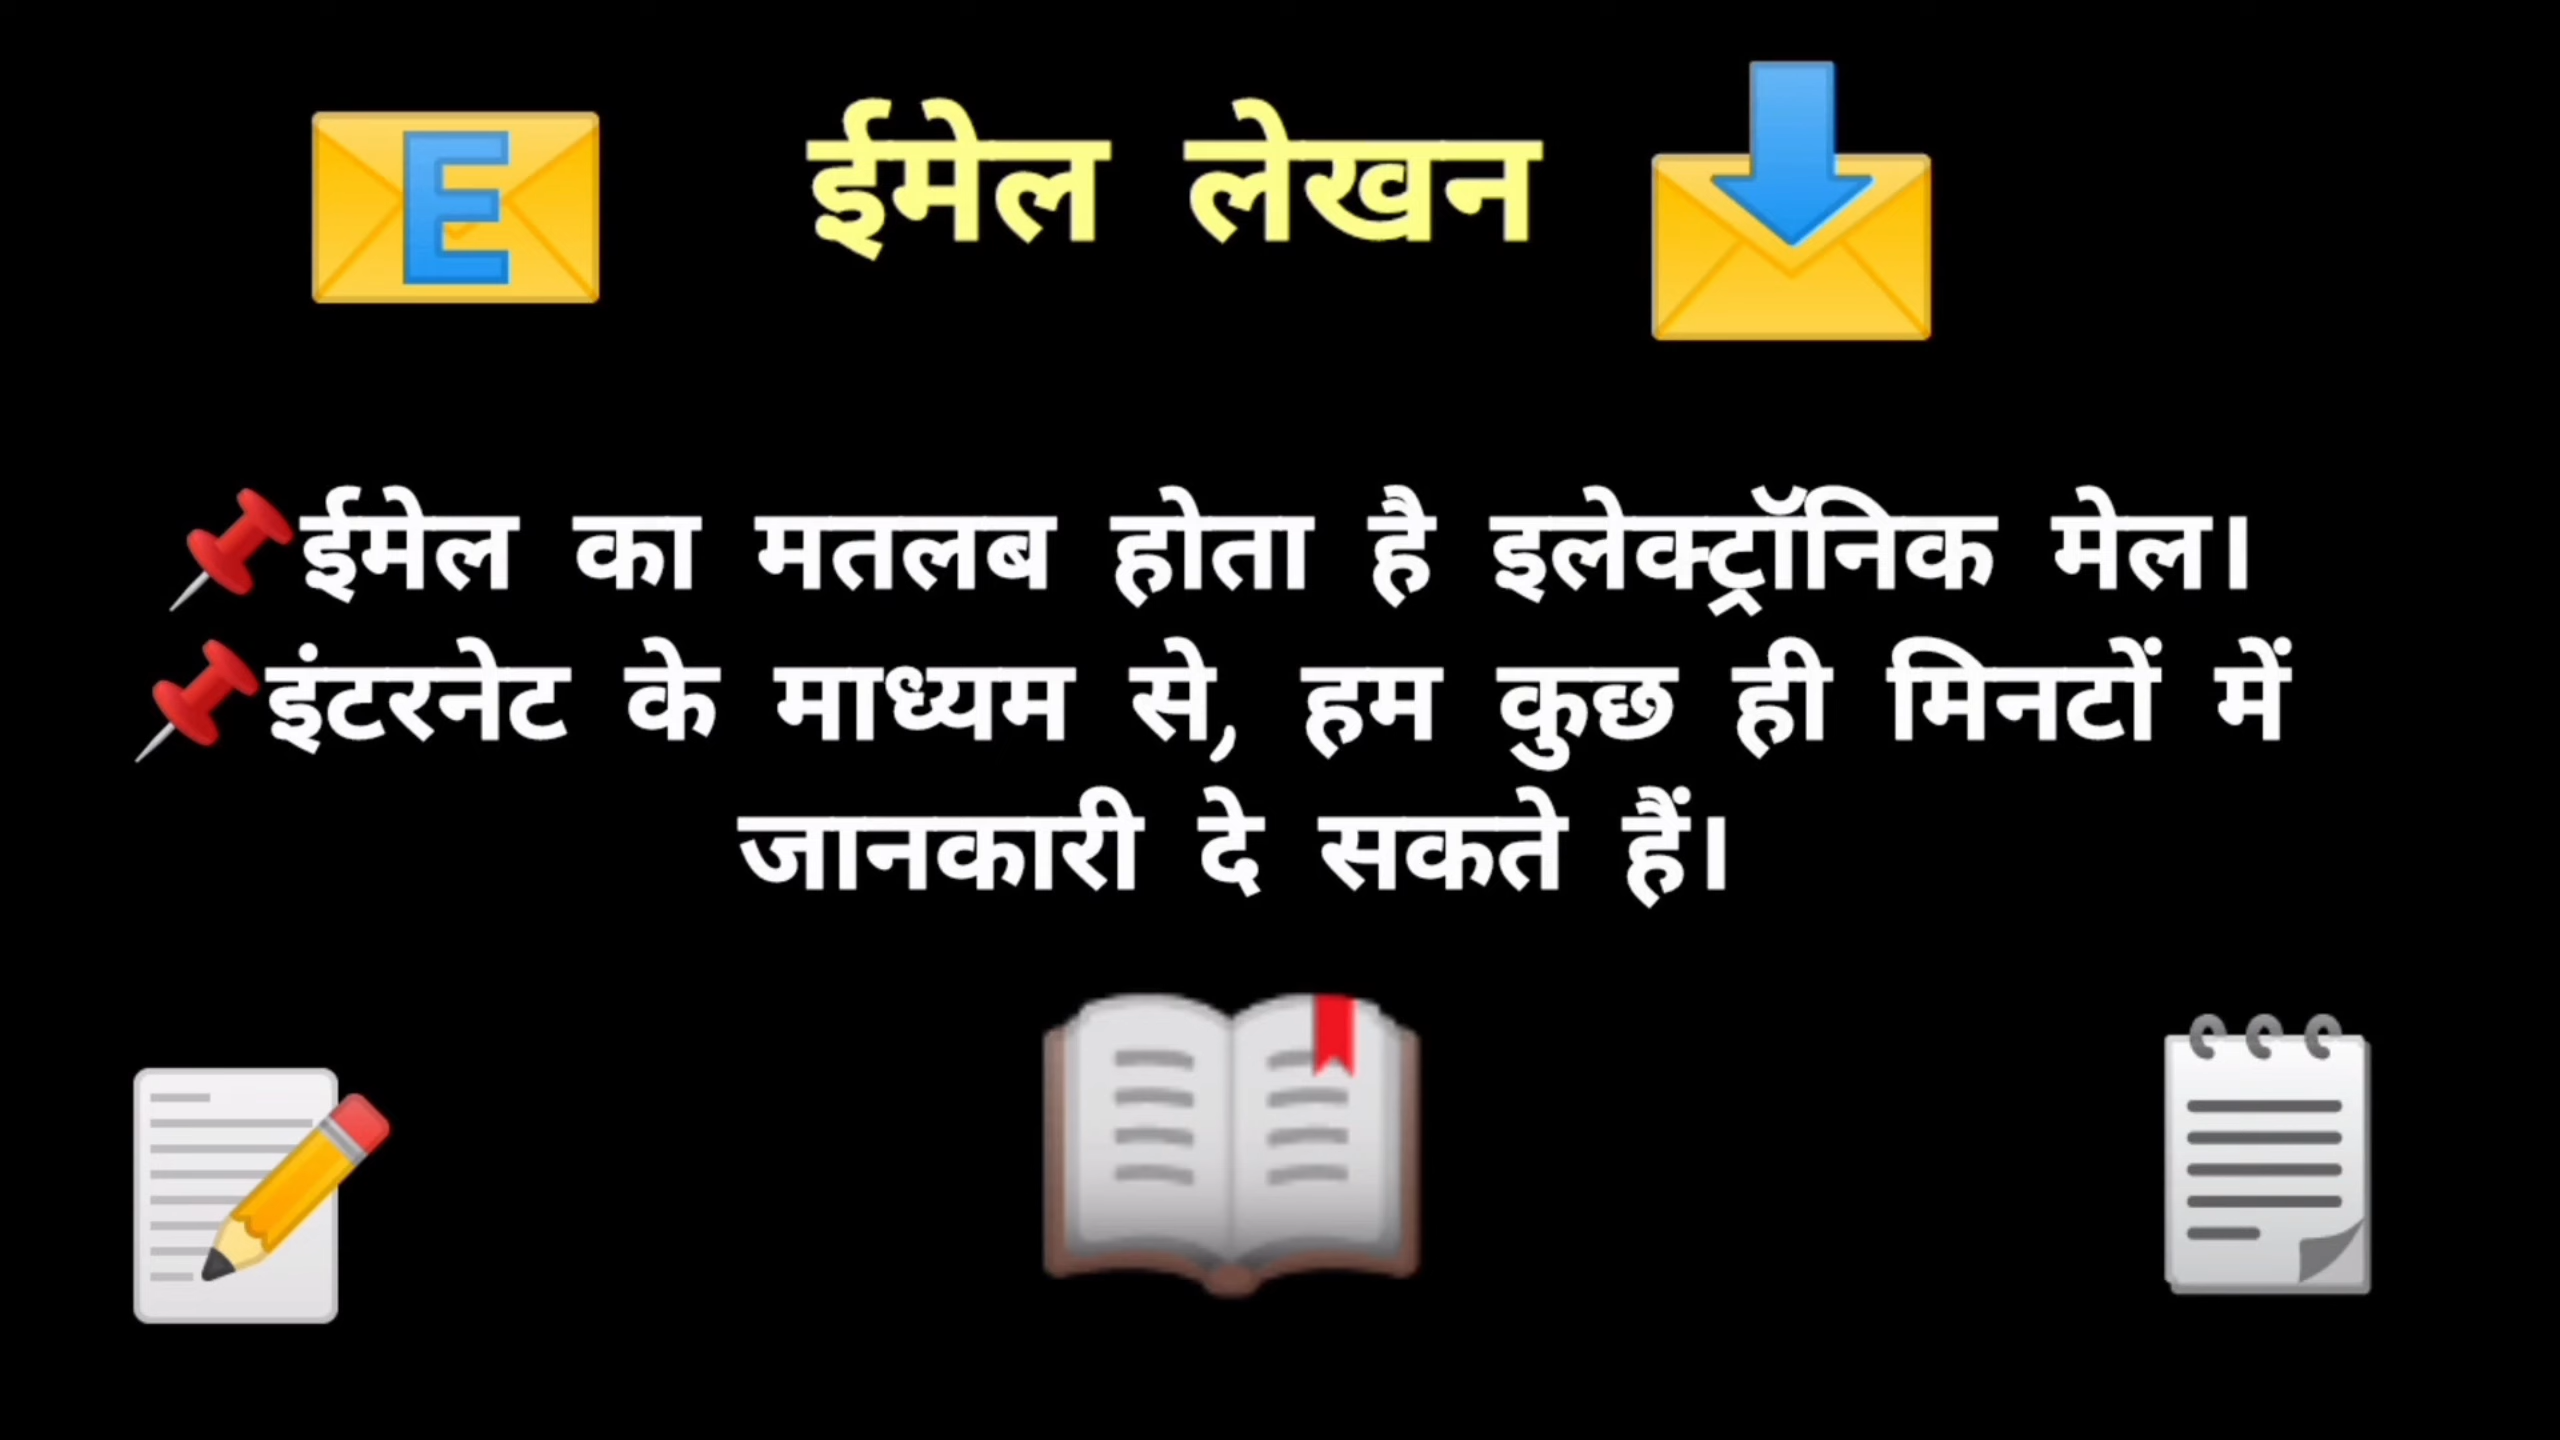 ईमेल लेखन
ईमेल का मतलब होता है इलेक्ट्रॉनिक मेल।
इंटरनेट के माध्यम से, हम कुछ ही मिनटों में
जानकारी दे सकते हैं।